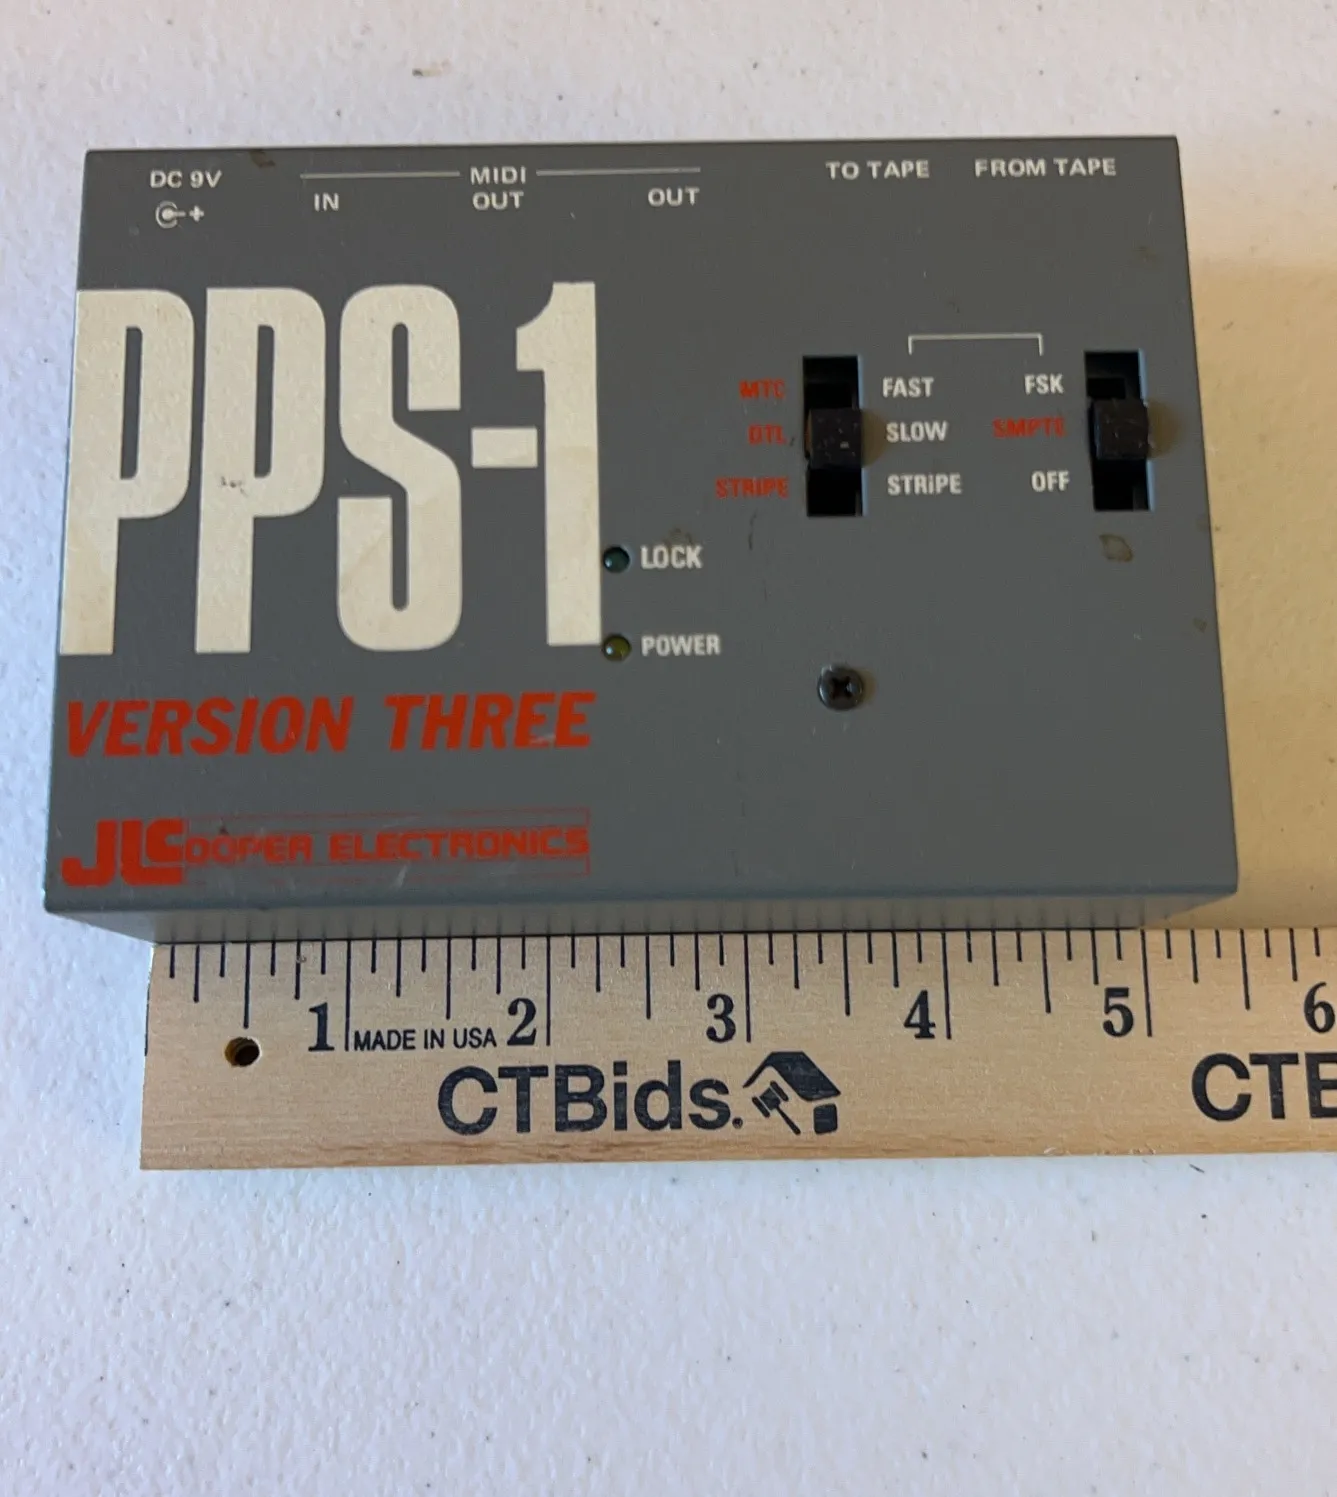 DC 9V
MIDI
IN OUT OUT
TO TAPE FROM TAPE
PPS-1
MTC FAST FSK
DTL SLOW SMPTE
STRIPE STRIPE OFF
LOCK
POWER
VERSION THREE
JLCOOPER ELECTRONICS
1 2 3 4 5 6
MADE IN USA
CTBids. CTB